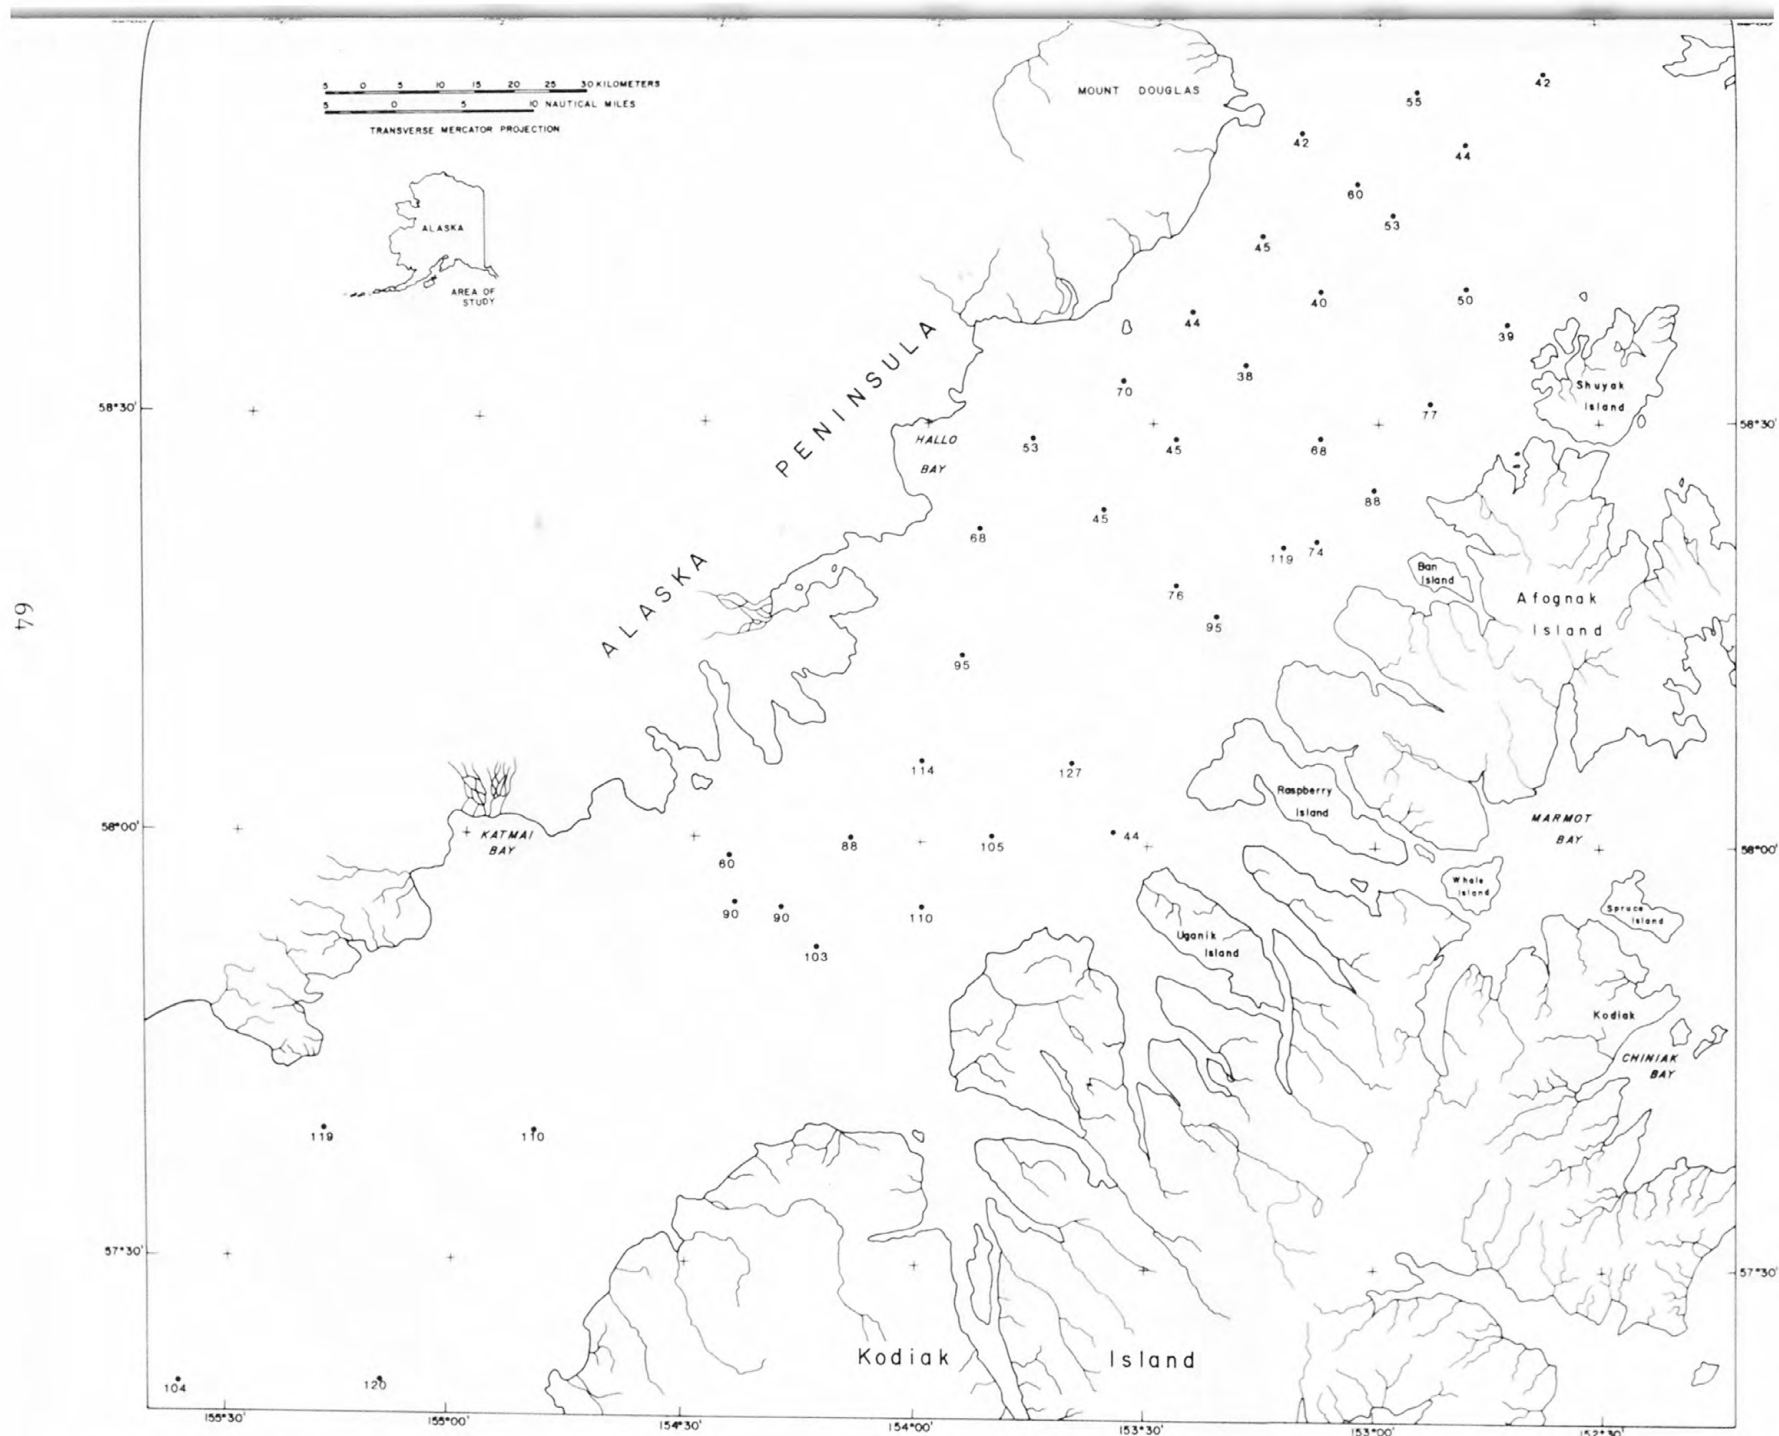 5 0 5 10 15 20 25 30 KILOMETERS
5 0 5 10 NAUTICAL MILES
TRANSVERSE MERCATOR PROJECTION
ALASKA
AREA OF
STUDY
MOUNT DOUGLAS
42
55
42
44
60
53
45
40
50
44
39
38
70
77
Shuyak
Island
ALASKA PENINSULA
58°30'
58°30'
HALLO
BAY
53
45
68
88
45
68
119
74
Ban
Island
76
95
Afognak
Island
95
64
114
127
Raspberry
Island
58°00'
58°00'
KATMAI
BAY
MARMOT
BAY
60
88
105
44
90
90
110
103
Whale
Island
Spruce
Island
Uganik
Island
Kodiak
CHINIAK
BAY
119
110
57°30'
57°30'
Kodiak Island
104
120
155°30'
155°00'
154°30'
154°00'
153°30'
153°00'
152°30'